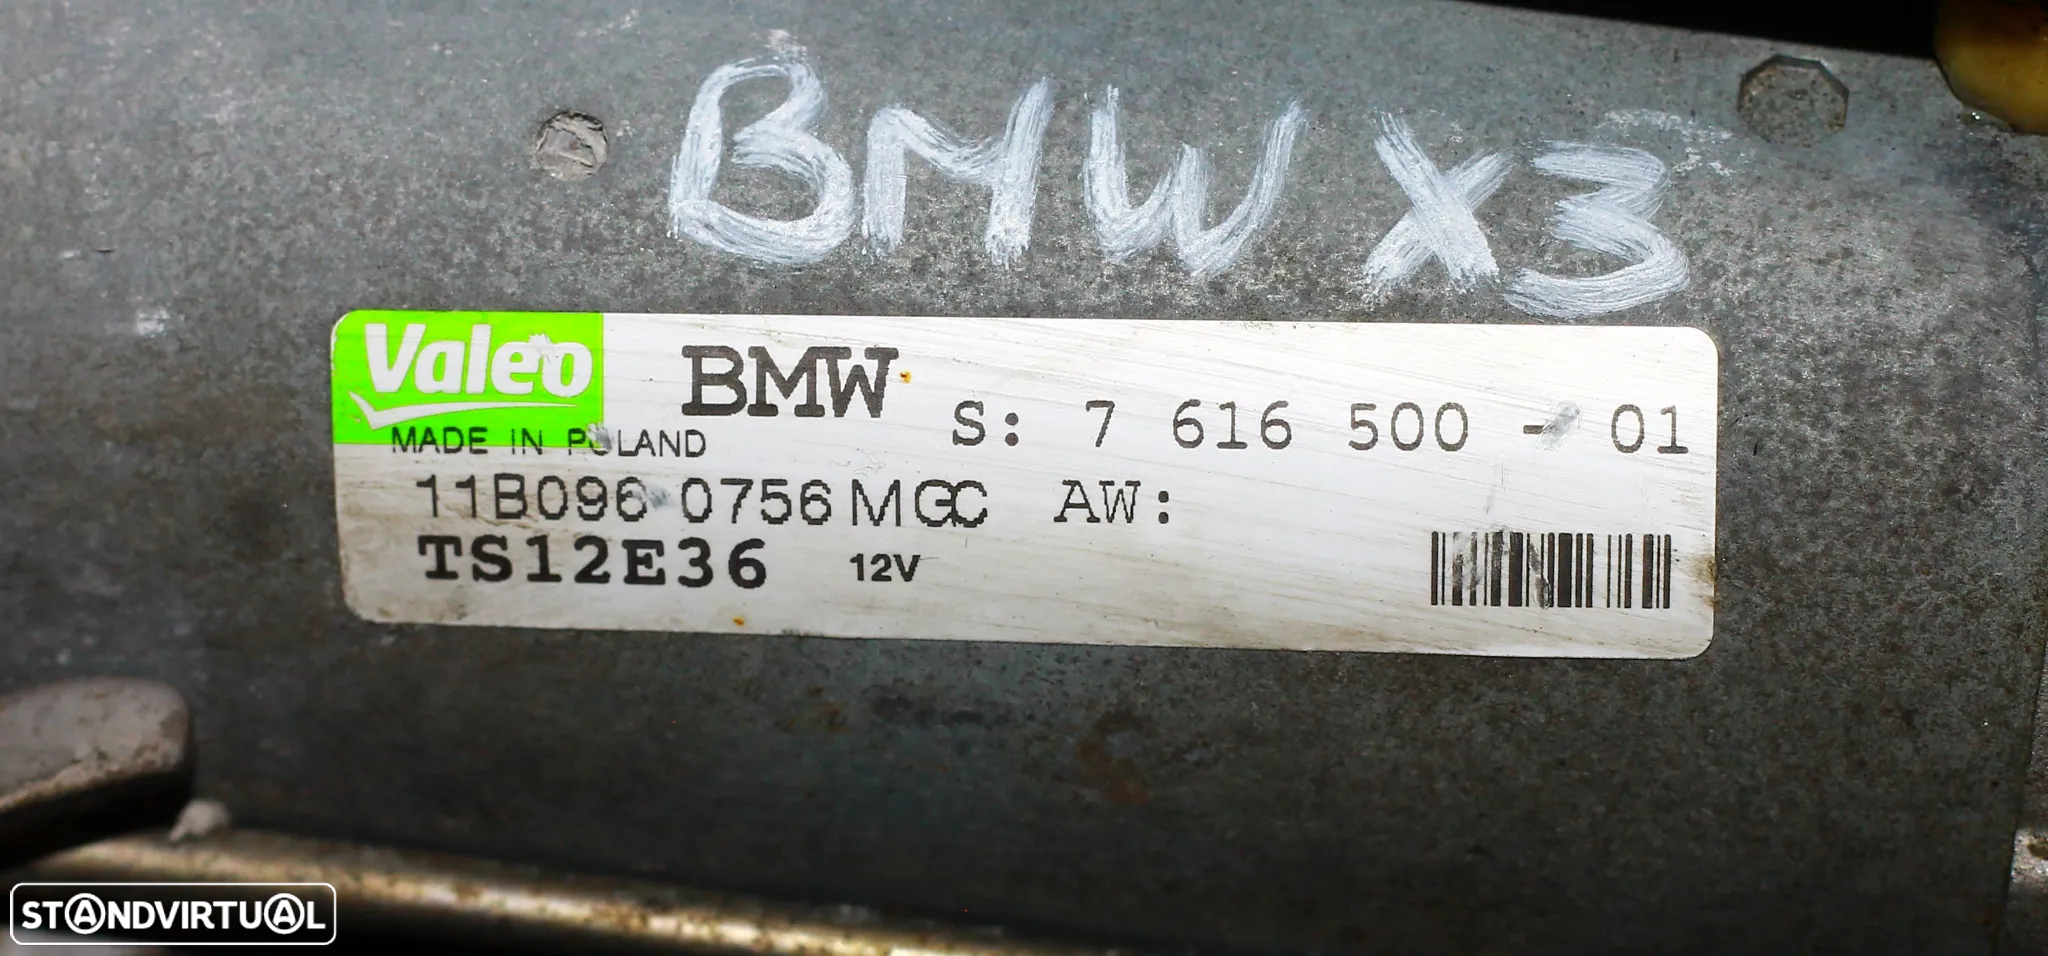 BMW X3
Valeo BMW
S: 7 616 500 - 01
MADE IN POLAND
11B096 0756 MGC AW:
TS12E36 12V
STANDVIRTUAL